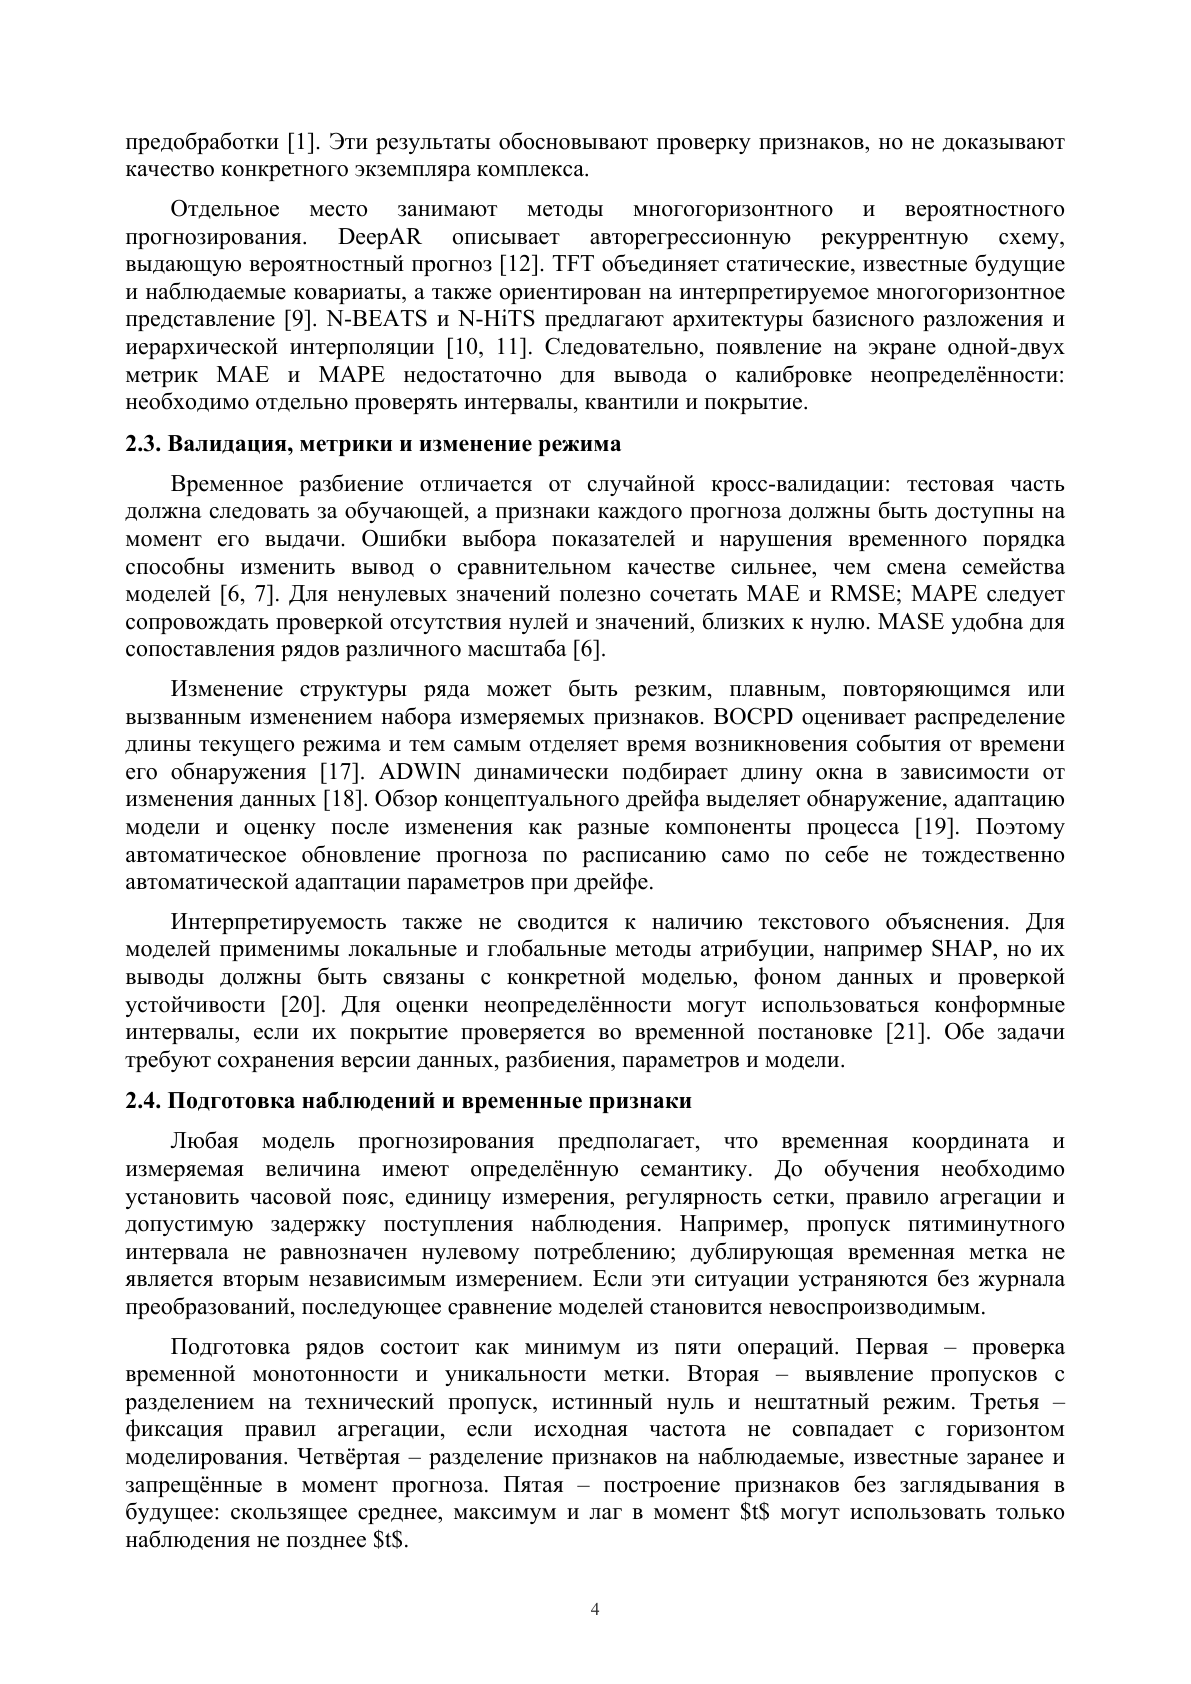 предобработки [1]. Эти результаты обосновывают проверку признаков, но не доказывают
качество конкретного экземпляра комплекса.
Отдельное место занимают методы многогоризонтного и вероятностного
прогнозирования. DeepAR описывает авторегрессионную рекуррентную схему,
выдающую вероятностный прогноз [12]. TFT объединяет статические, известные будущие
и наблюдаемые ковариаты, а также ориентирован на интерпретируемое многогоризонтное
представление [9]. N-BEATS и N-HiTS предлагают архитектуры базисного разложения и
иерархической интерполяции [10, 11]. Следовательно, появление на экране одной-двух
метрик MAE и MAPE недостаточно для вывода о калибровке неопределённости:
необходимо отдельно проверять интервалы, квантили и покрытие.
2.3. Валидация, метрики и изменение режима
Временное разбиение отличается от случайной кросс-валидации: тестовая часть
должна следовать за обучающей, а признаки каждого прогноза должны быть доступны на
момент его выдачи. Ошибки выбора показателей и нарушения временного порядка
способны изменить вывод о сравнительном качестве сильнее, чем смена семейства
моделей [6, 7]. Для ненулевых значений полезно сочетать MAE и RMSE; MAPE следует
сопровождать проверкой отсутствия нулей и значений, близких к нулю. MASE удобна для
сопоставления рядов различного масштаба [6].
Изменение структуры ряда может быть резким, плавным, повторяющимся или
вызванным изменением набора измеряемых признаков. BOCPD оценивает распределение
длины текущего режима и тем самым отделяет время возникновения события от времени
его обнаружения [17]. ADWIN динамически подбирает длину окна в зависимости от
изменения данных [18]. Обзор концептуального дрейфа выделяет обнаружение, адаптацию
модели и оценку после изменения как разные компоненты процесса [19]. Поэтому
автоматическое обновление прогноза по расписанию само по себе не тождественно
автоматической адаптации параметров при дрейфе.
Интерпретируемость также не сводится к наличию текстового объяснения. Для
моделей применимы локальные и глобальные методы атрибуции, например SHAP, но их
выводы должны быть связаны с конкретной моделью, фоном данных и проверкой
устойчивости [20]. Для оценки неопределённости могут использоваться конформные
интервалы, если их покрытие проверяется во временной постановке [21]. Обе задачи
требуют сохранения версии данных, разбиения, параметров и модели.
2.4. Подготовка наблюдений и временные признаки
Любая модель прогнозирования предполагает, что временная координата и
измеряемая величина имеют определённую семантику. До обучения необходимо
установить часовой пояс, единицу измерения, регулярность сетки, правило агрегации и
допустимую задержку поступления наблюдения. Например, пропуск пятиминутного
интервала не равнозначен нулевому потреблению; дублирующая временная метка не
является вторым независимым измерением. Если эти ситуации устраняются без журнала
преобразований, последующее сравнение моделей становится невоспроизводимым.
Подготовка рядов состоит как минимум из пяти операций. Первая – проверка
временной монотонности и уникальности метки. Вторая – выявление пропусков с
разделением на технический пропуск, истинный нуль и нештатный режим. Третья –
фиксация правил агрегации, если исходная частота не совпадает с горизонтом
моделирования. Четвёртая – разделение признаков на наблюдаемые, известные заранее и
запрещённые в момент прогноза. Пятая – построение признаков без заглядывания в
будущее: скользящее среднее, максимум и лаг в момент $t$ могут использовать только
наблюдения не позднее $t$.
4